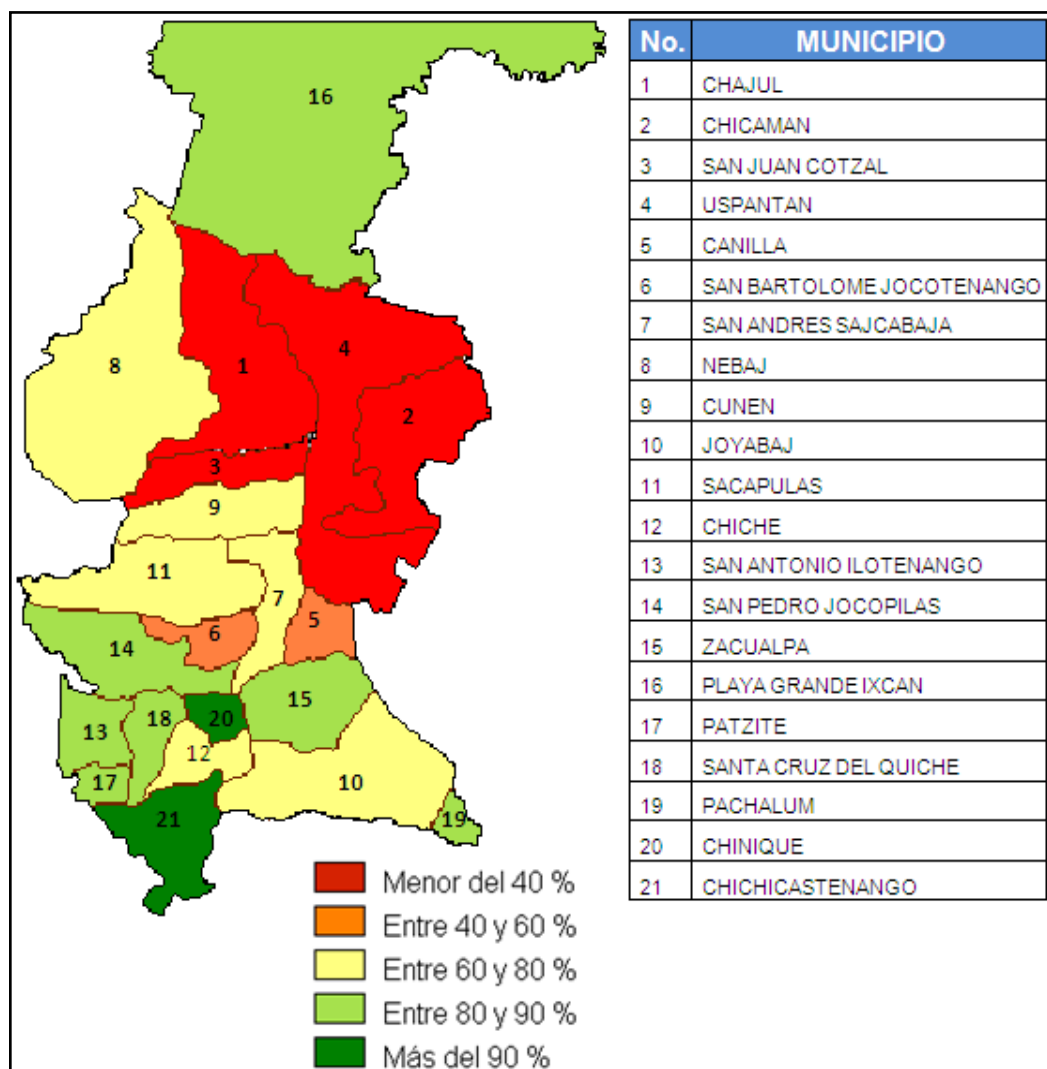 No. MUNICIPIO
1 CHAJUL
2 CHICAMAN
3 SAN JUAN COTZAL
4 USPANTAN
5 CANILLA
6 SAN BARTOLOME JOCOTENANGO
7 SAN ANDRES SAJCABAJA
8 NEBAJ
9 CUNEN
10 JOYABAJ
11 SACAPULAS
12 CHICHE
13 SAN ANTONIO ILOTENANGO
14 SAN PEDRO JOCOPILAS
15 ZACUALPA
16 PLAYA GRANDE IXCAN
17 PATZITE
18 SANTA CRUZ DEL QUICHE
19 PACHALUM
20 CHINIQUE
21 CHICHICASTENANGO
16
4
8
1
2
3
9
11
7
5
6
14
15
18
20
13
12
17
10
21
19
Menor del 40 %
Entre 40 y 60 %
Entre 60 y 80 %
Entre 80 y 90 %
Más del 90 %